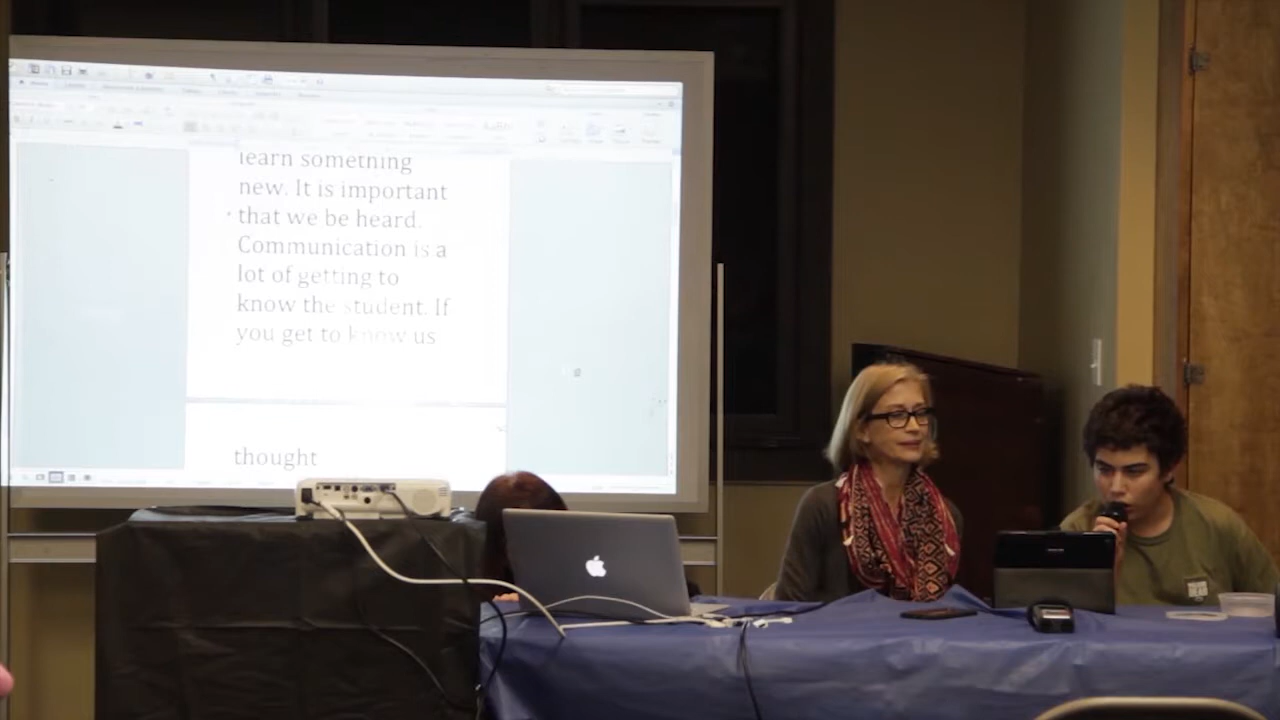 learn something
new. It is important
that we be heard.
Communication is a
lot of getting to
know the student. If
you get to know us
thought